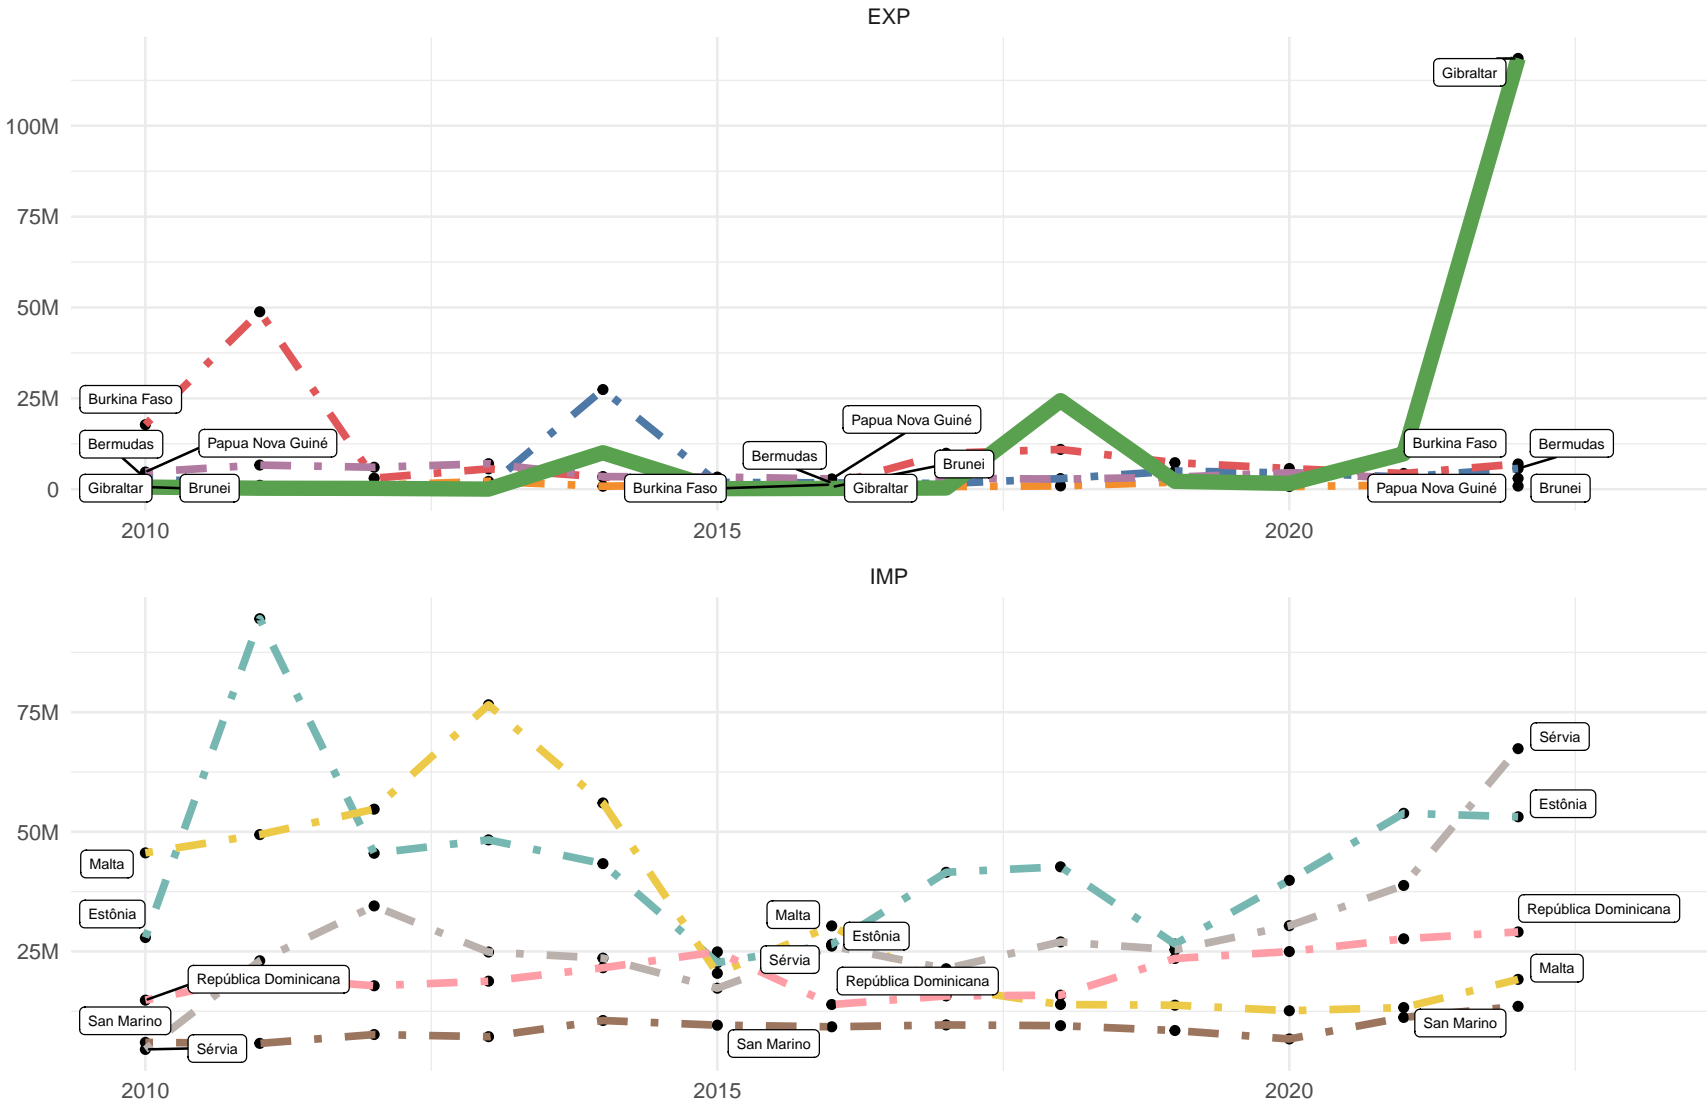 EXP
Gibraltar
100M
75M
50M
25M
Burkina Faso
Papua Nova Guiné
Bermudas
Papua Nova Guiné
Burkina Faso
Bermudas
Bermudas
Brunei
0
Gibraltar
Brunei
Burkina Faso
Gibraltar
Papua Nova Guiné
Brunei
2010
2015
2020
IMP
75M
Sérvia
Estônia
50M
Malta
Estônia
Malta
República Dominicana
Estônia
25M
Sérvia
Malta
República Dominicana
República Dominicana
San Marino
San Marino
Sérvia
San Marino
2010
2015
2020